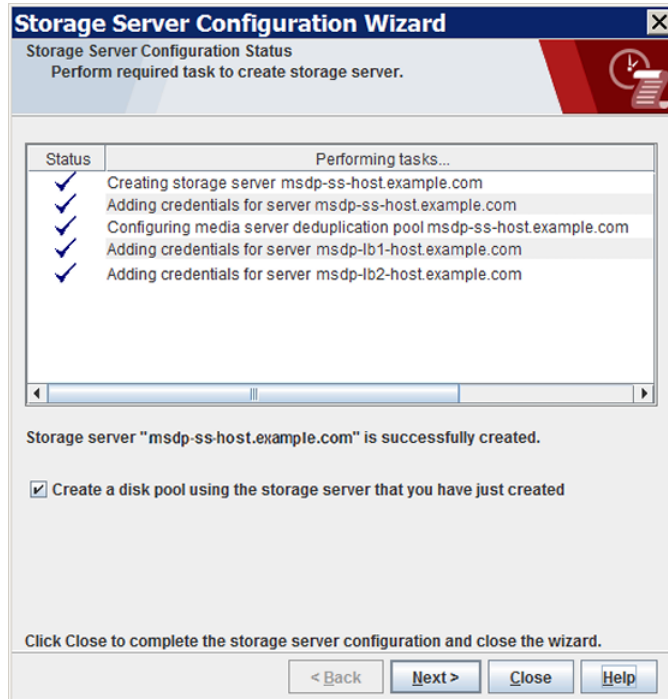 Storage Server Configuration Wizard
Storage Server Configuration Status
Perform required task to create storage server.
Status Performing tasks...
Creating storage server msdp-ss-host.example.com
Adding credentials for server msdp-ss-host.example.com
Configuring media server deduplication pool msdp-ss-host.example.com
Adding credentials for server msdp-lb1-host.example.com
Adding credentials for server msdp-lb2-host.example.com
Storage server "msdp-ss-host.example.com" is successfully created.
Create a disk pool using the storage server that you have just created
Click Close to complete the storage server configuration and close the wizard.
< Back Next > Close Help